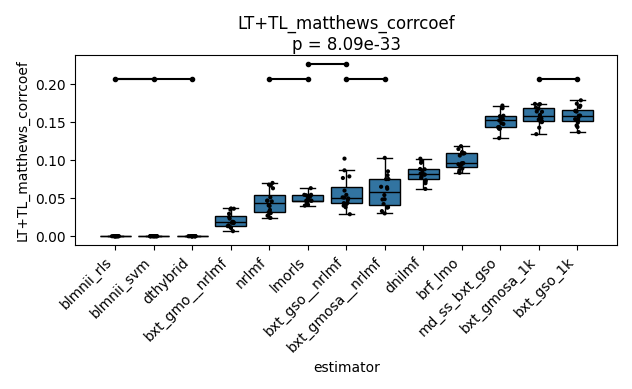 LT+TL_matthews_corrcoef
p = 8.09e-33
LT+TL_matthews_corrcoef
0.20
0.15
0.10
0.05
0.00
blmnii_rls
blmnii_svm
dthybrid
bxt_gmo__nrlmf
nrlmf
lmorls
bxt_gso__nrlmf
bxt_gmosa__nrlmf
dnilmf
brf_lmo
md_ss_bxt_gso
bxt_gmosa_1k
bxt_gso_1k
estimator